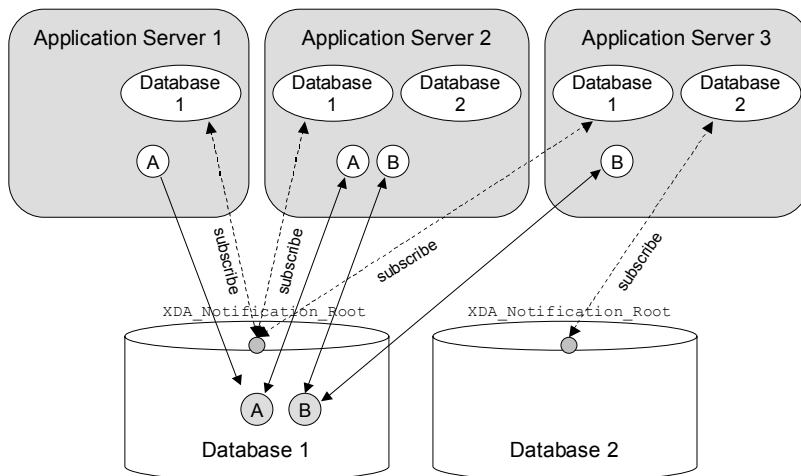 Application Server 1
Application Server 2
Application Server 3
Database
1
Database
1
Database
2
Database
1
Database
2
A
A
B
B
subscribe
subscribe
subscribe
subscribe
XDA_Notification_Root
XDA_Notification_Root
A
B
Database 1
Database 2